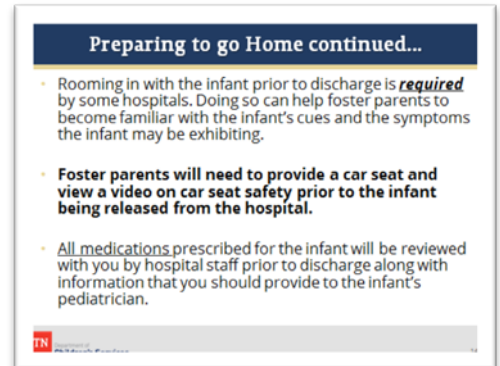 Preparing to go Home continued...
Rooming in with the infant prior to discharge is required
by some hospitals. Doing so can help foster parents to
become familiar with the infant's cues and the symptoms
the infant may be exhibiting.
Foster parents will need to provide a car seat and
view a video on car seat safety prior to the infant
being released from the hospital.
All medications prescribed for the infant will be reviewed
with you by hospital staff prior to discharge along with
information that you should provide to the infant's
pediatrician.
TN